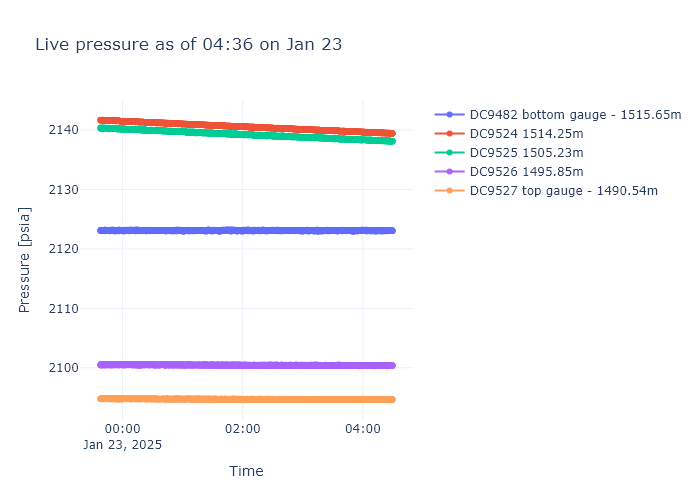 Live pressure as of 04:36 on Jan 23
DC9482 bottom gauge - 1515.65m
DC9524 1514.25m
DC9525 1505.23m
DC9526 1495.85m
DC9527 top gauge - 1490.54m
Pressure [psia]
2140
2130
2120
2110
2100
00:00
02:00
04:00
Jan 23, 2025
Time